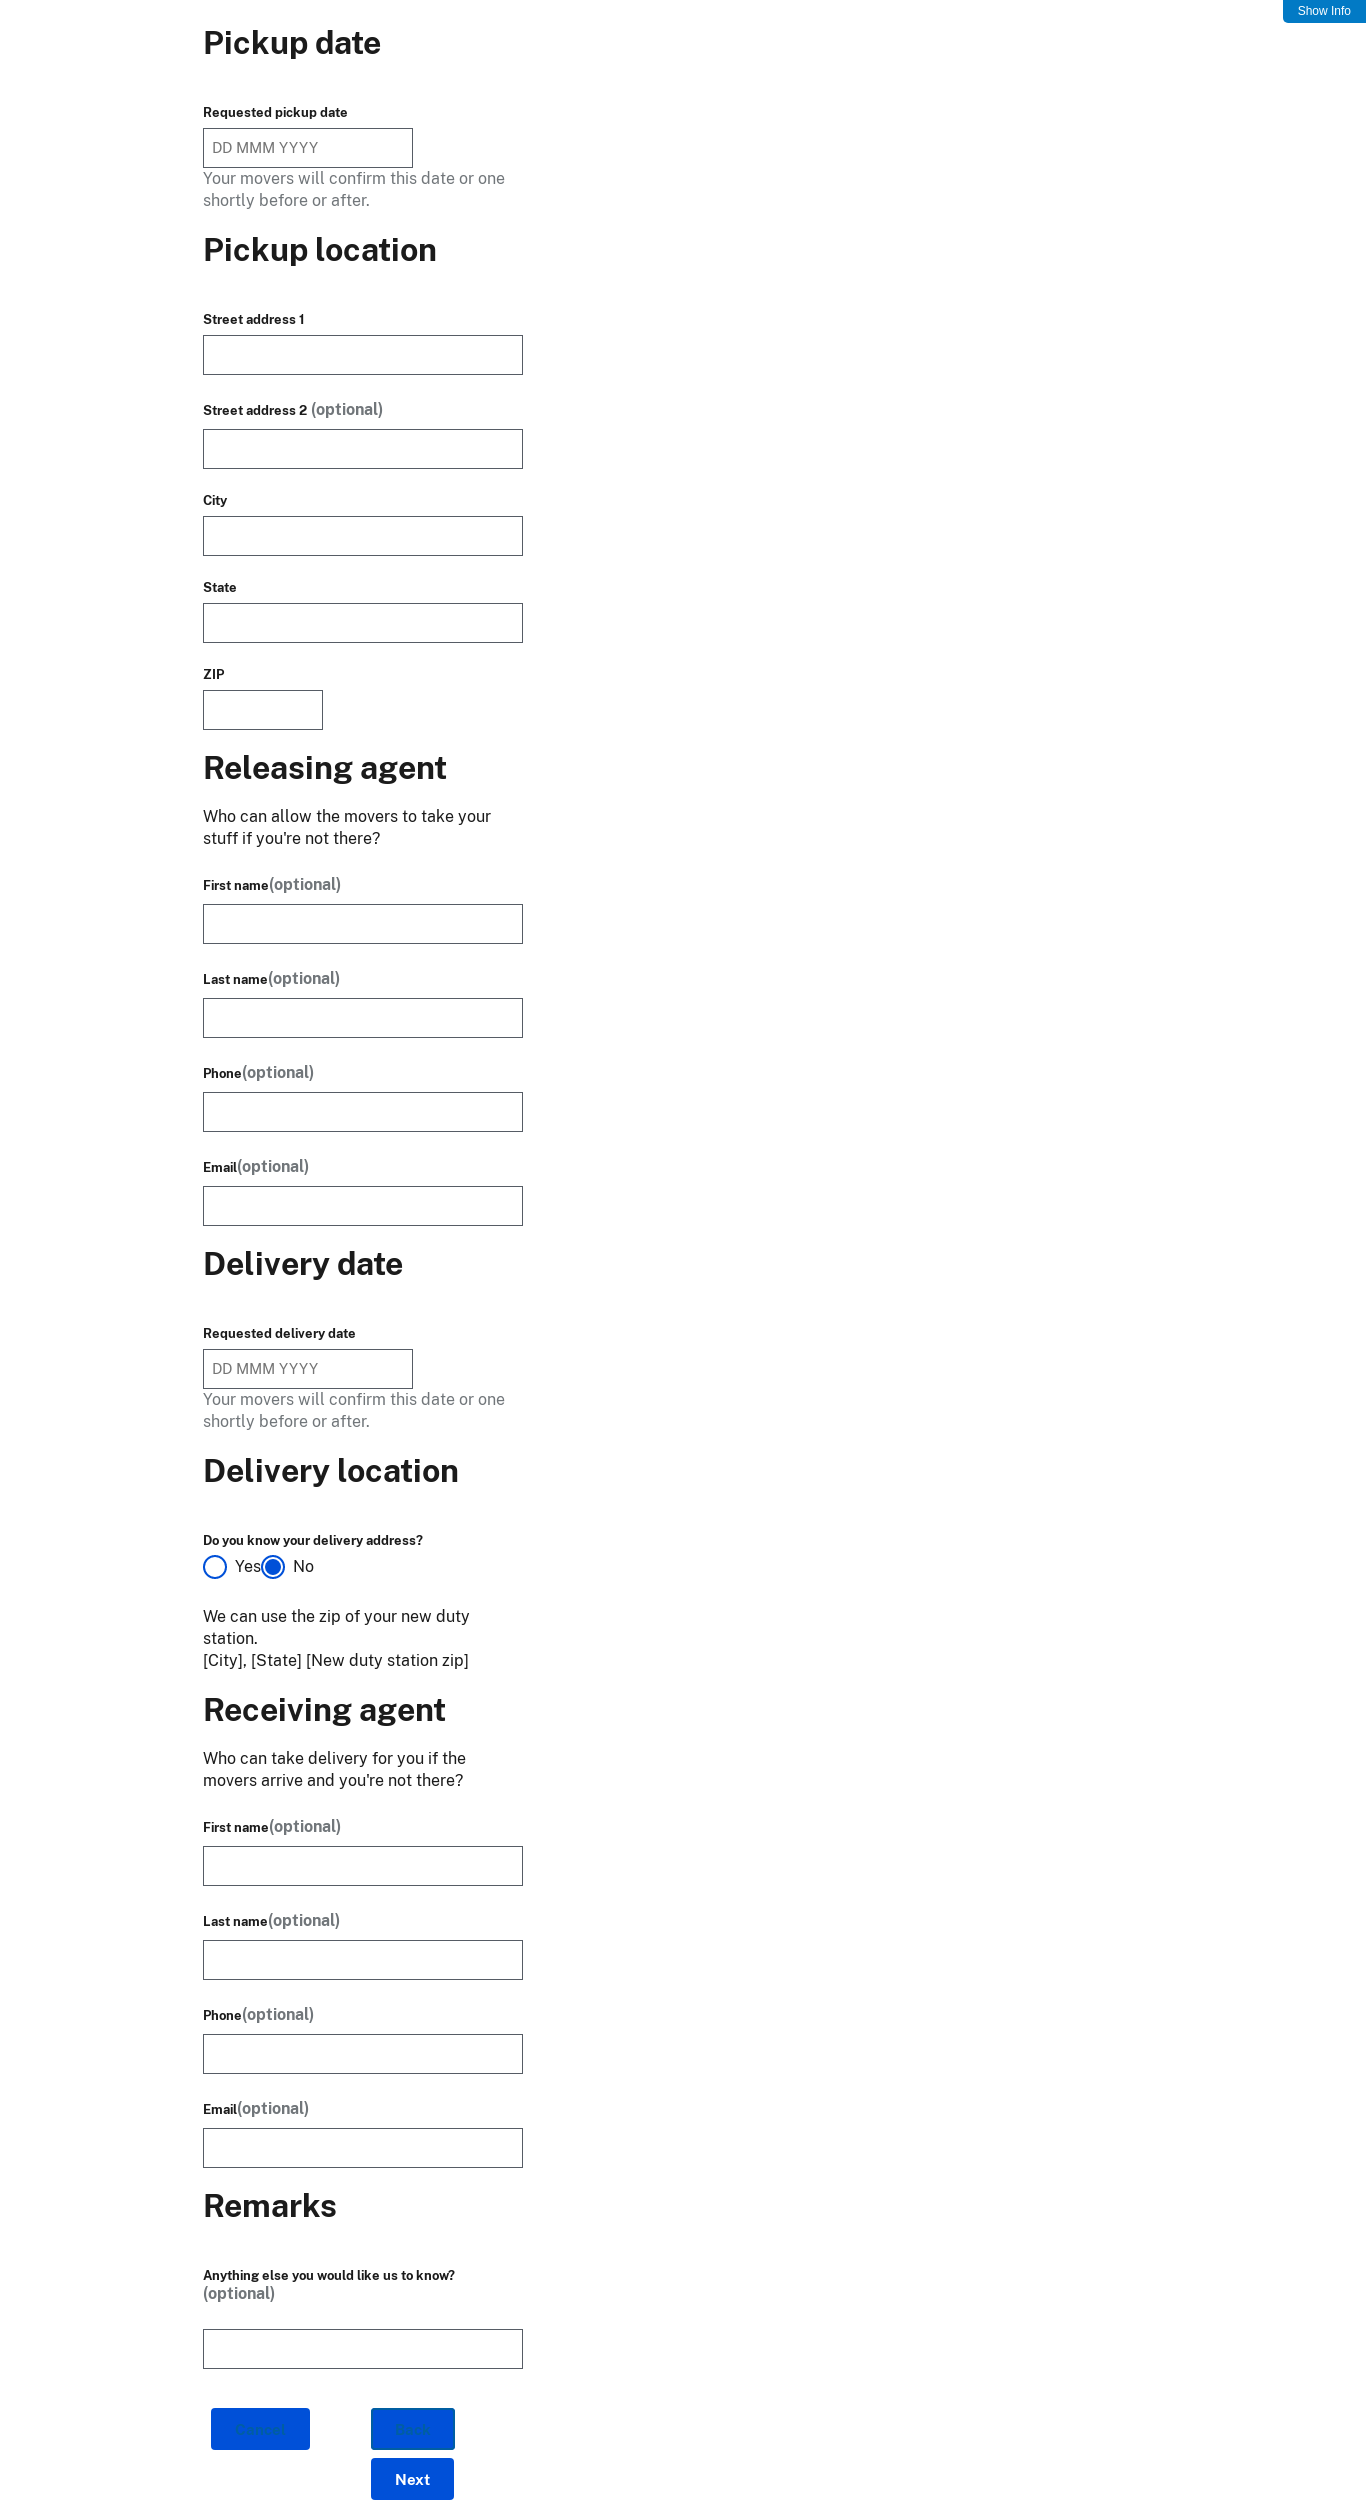 Show Info
Pickup date
Requested pickup date
DD MMM YYYY
Your movers will confirm this date or one
shortly before or after.
Pickup location
Street address 1
Street address 2 (optional)
City
State
ZIP
Releasing agent
Who can allow the movers to take your
stuff if you're not there?
First name(optional)
Last name(optional)
Phone(optional)
Email(optional)
Delivery date
Requested delivery date
DD MMM YYYY
Your movers will confirm this date or one
shortly before or after.
Delivery location
Do you know your delivery address?
Yes No
We can use the zip of your new duty
station.
[City], [State] [New duty station zip]
Receiving agent
Who can take delivery for you if the
movers arrive and you're not there?
First name(optional)
Last name(optional)
Phone(optional)
Email(optional)
Remarks
Anything else you would like us to know?
(optional)
Next